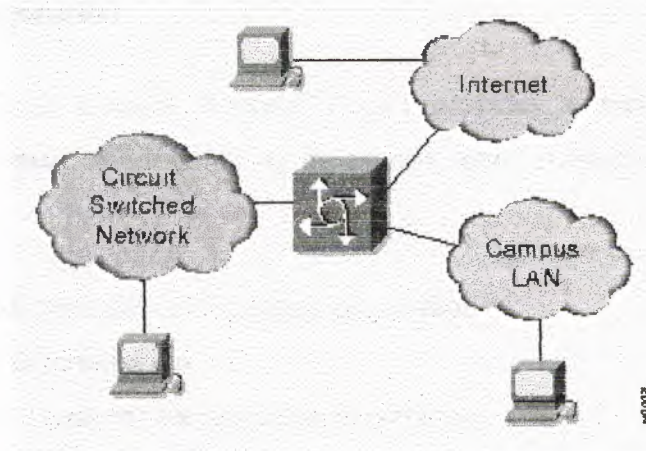 Internet
Circuit
Switched
Network
Campus
LAN